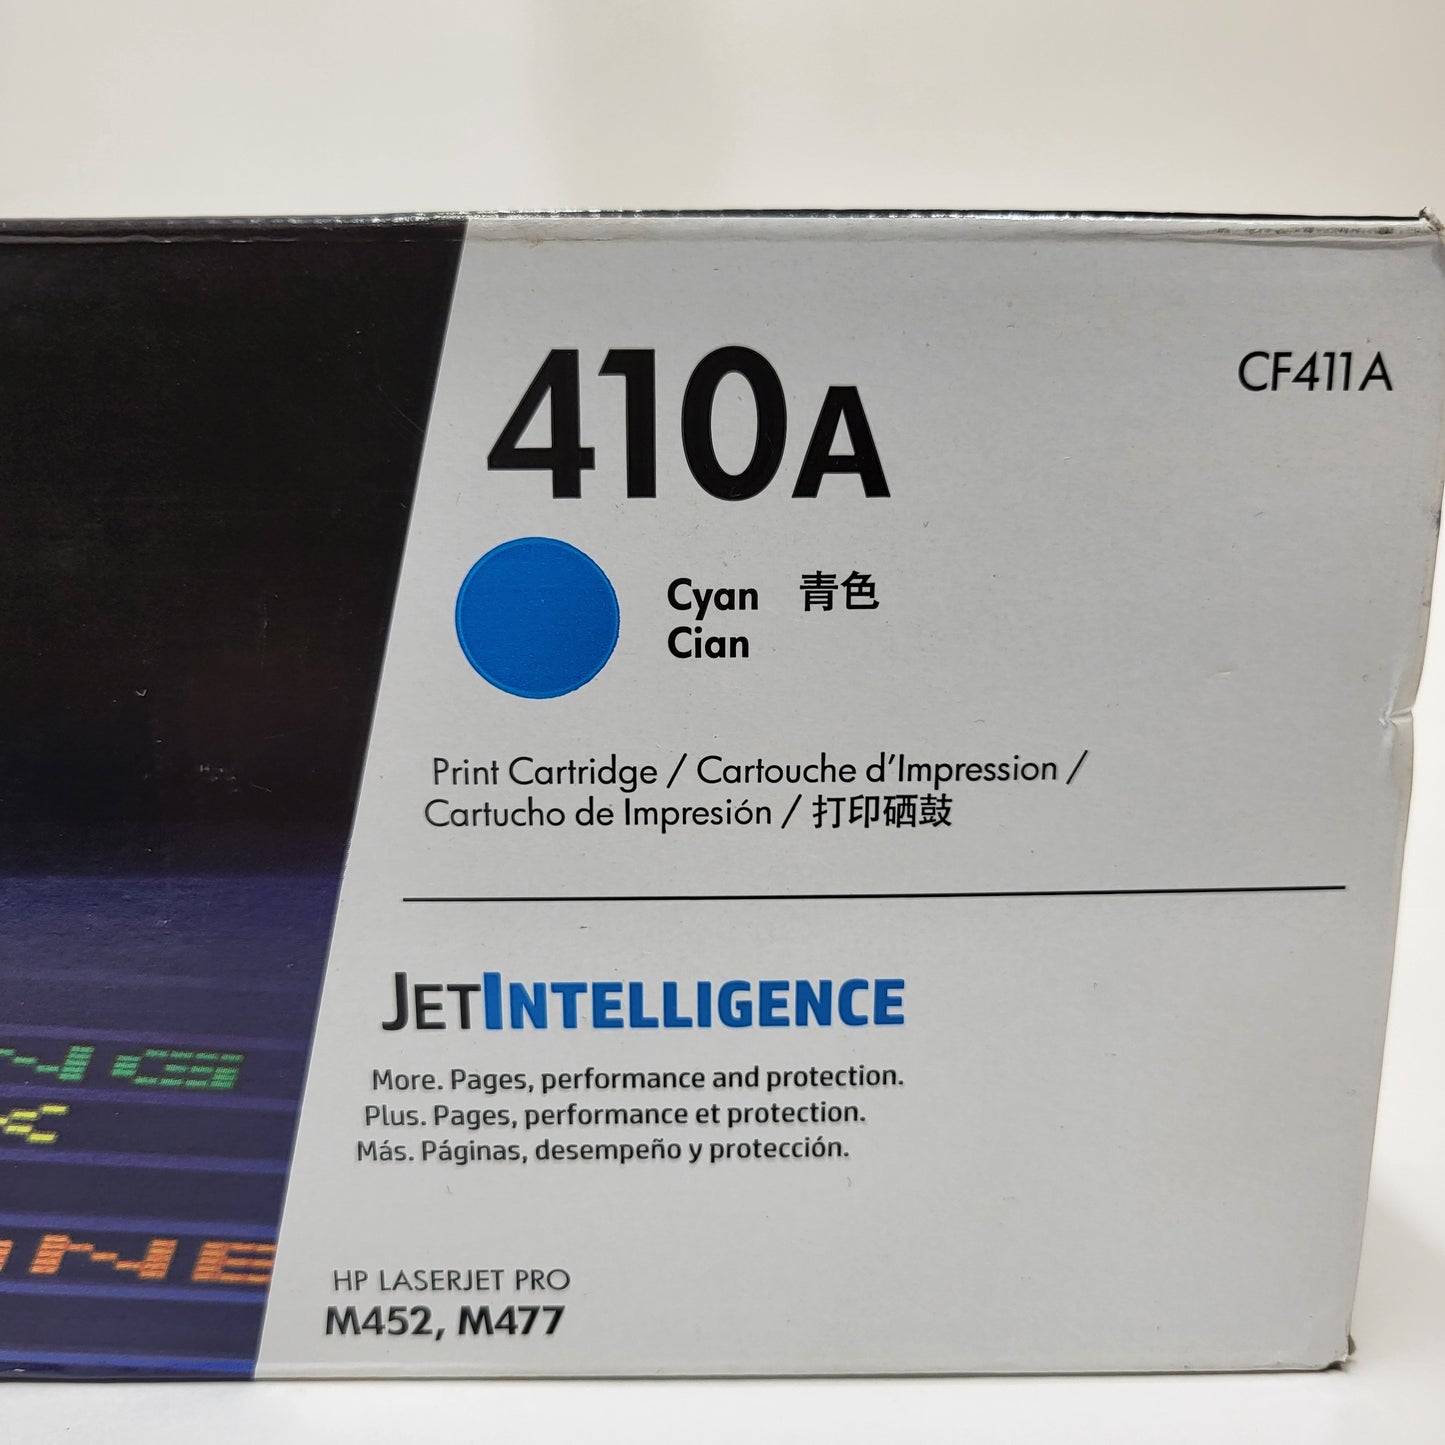 410A
CF411A
Cyan 青色
Cian
Print Cartridge / Cartouche d'Impression /
Cartucho de Impresión / 打印硒鼓
JETINTELLIGENCE
More. Pages, performance and protection.
Plus. Pages, performance et protection.
Más. Páginas, desempeño y protección.
HP LASERJET PRO
M452, M477